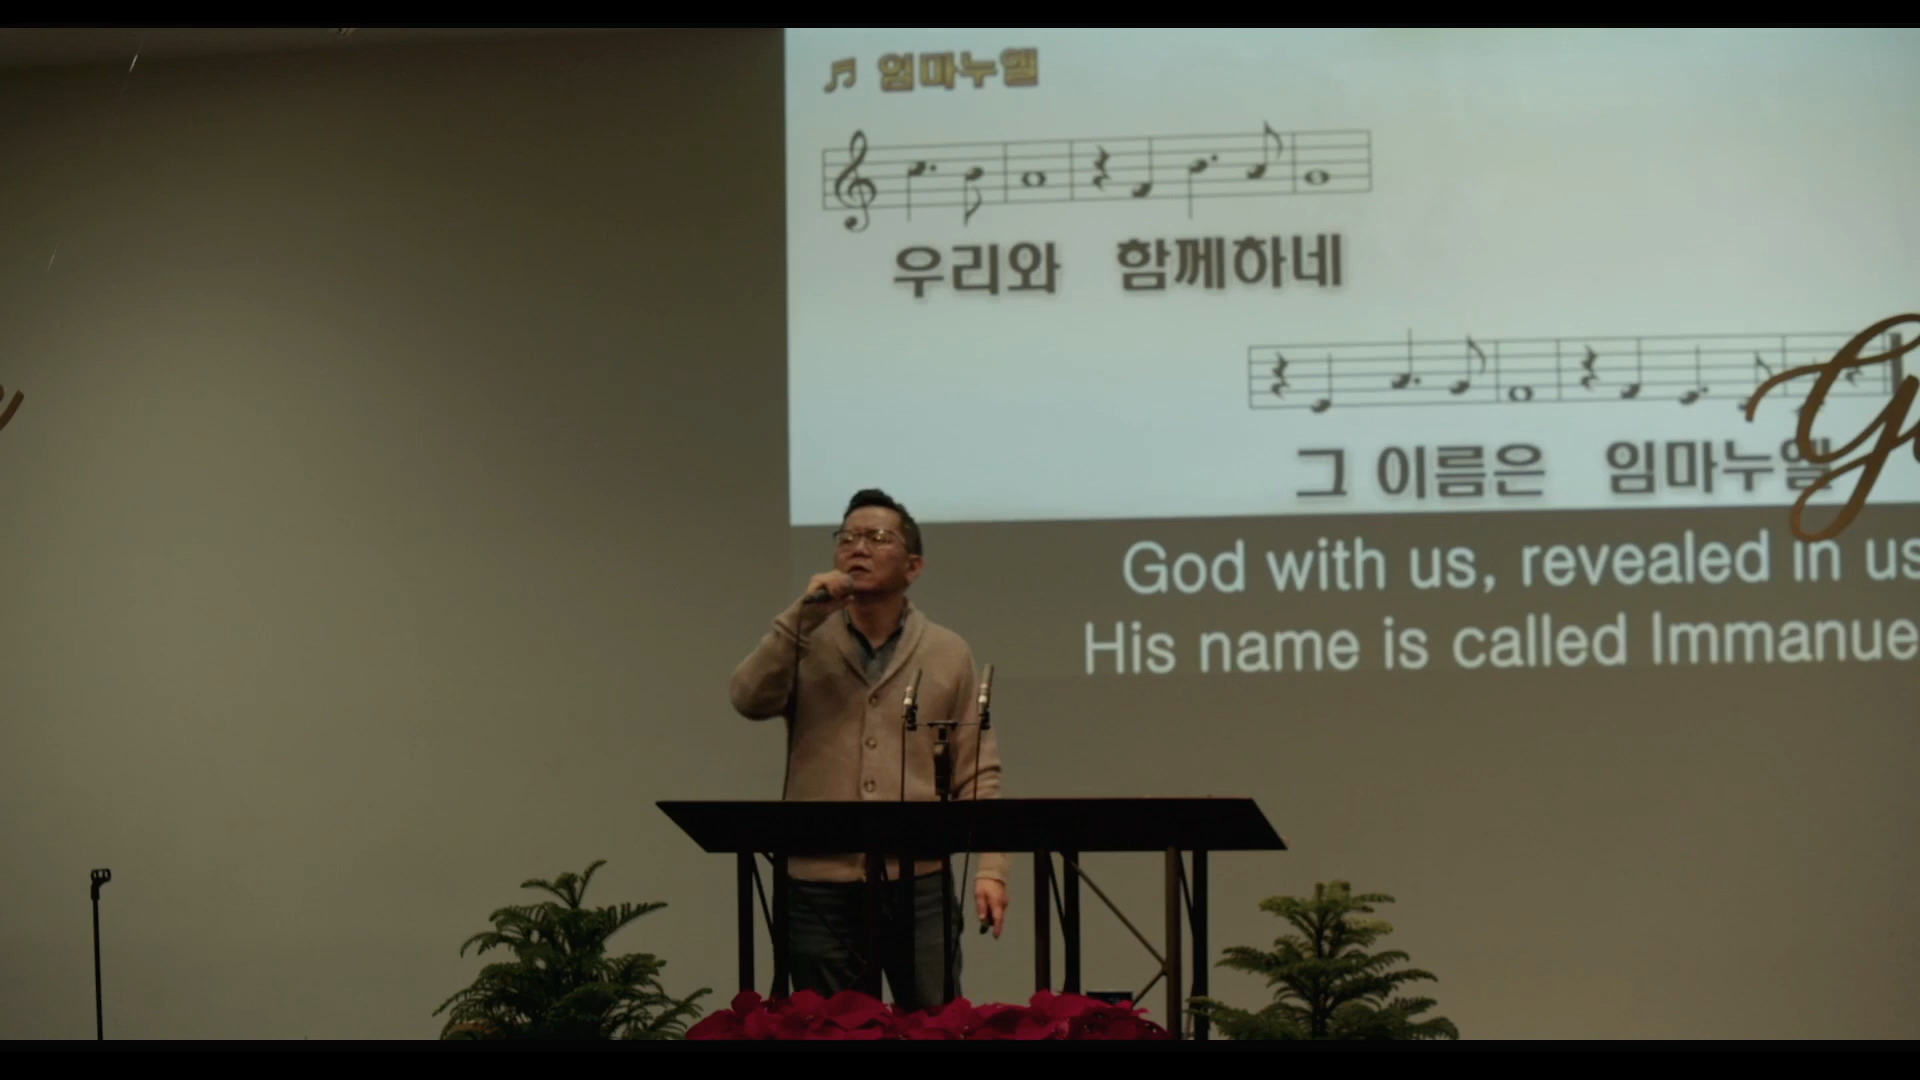 임마누엘
우리와 함께하네
그 이름은 임마누엘
God with us, revealed in us
His name is called Immanue